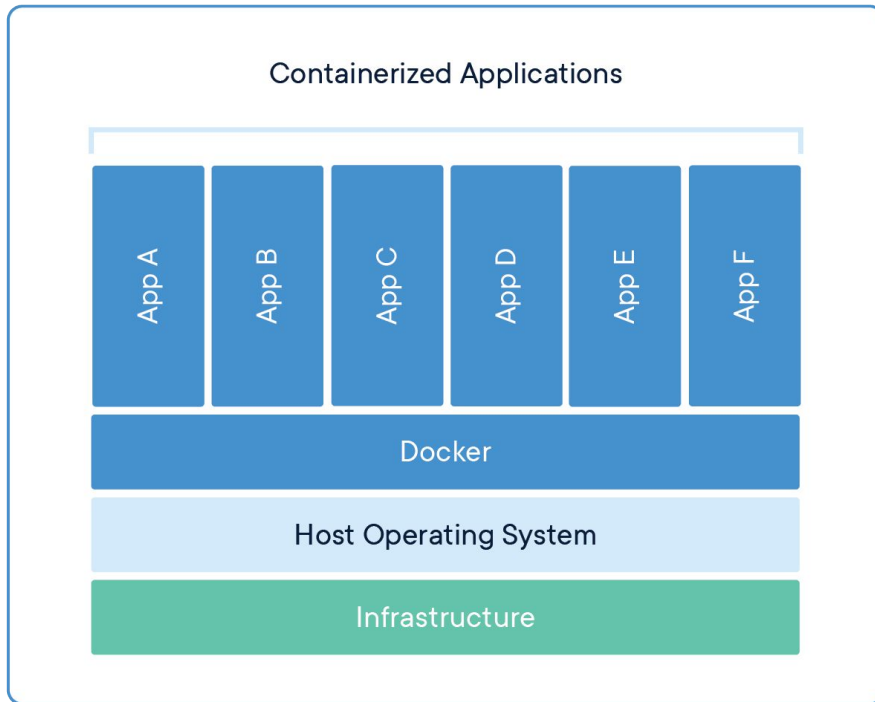 Containerized Applications
App A
App B
App C
App D
App E
App F
Docker
Host Operating System
Infrastructure